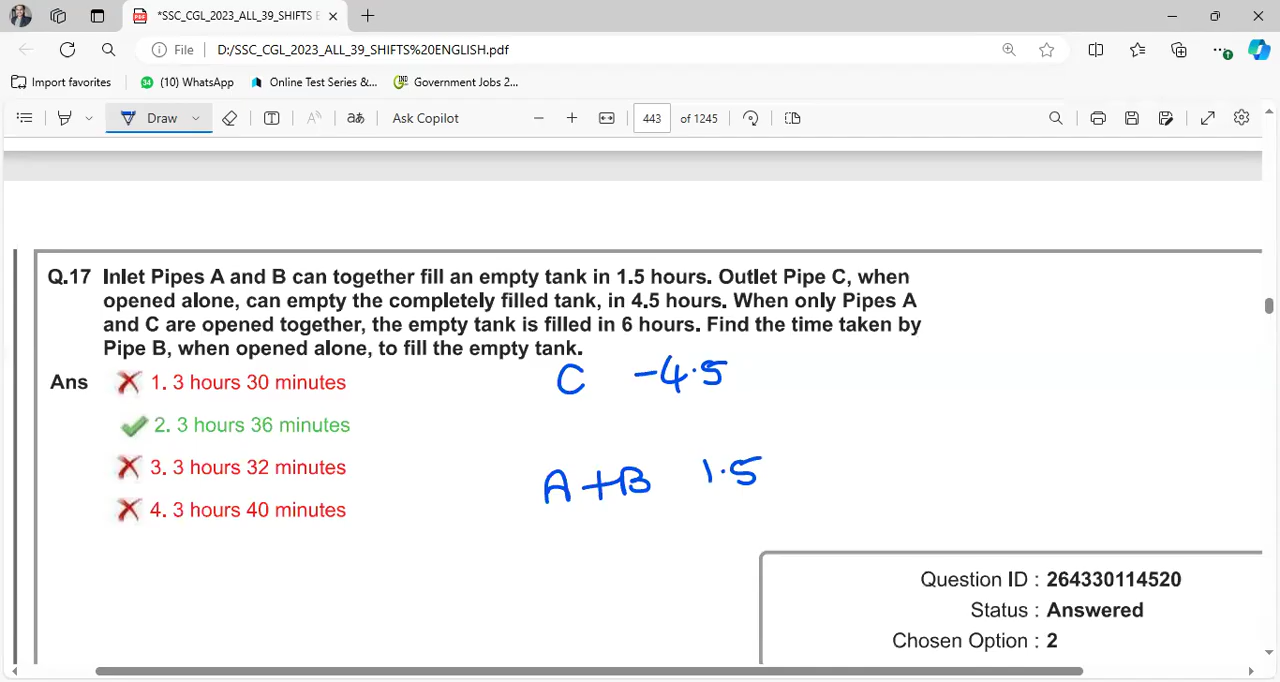 *SSC_CGL_2023_ALL_39_SHIFTS E
File D:/SSC_CGL_2023_ALL_39_SHIFTS%20ENGLISH.pdf
Import favorites (10) WhatsApp Online Test Series &... Government Jobs 2...
Draw aあ Ask Copilot 443 of 1245
Q.17 Inlet Pipes A and B can together fill an empty tank in 1.5 hours. Outlet Pipe C, when
opened alone, can empty the completely filled tank, in 4.5 hours. When only Pipes A
and C are opened together, the empty tank is filled in 6 hours. Find the time taken by
Pipe B, when opened alone, to fill the empty tank.
C -4.5
Ans 1. 3 hours 30 minutes
2. 3 hours 36 minutes
3. 3 hours 32 minutes
A+B 1.5
4. 3 hours 40 minutes
Question ID : 264330114520
Status : Answered
Chosen Option : 2